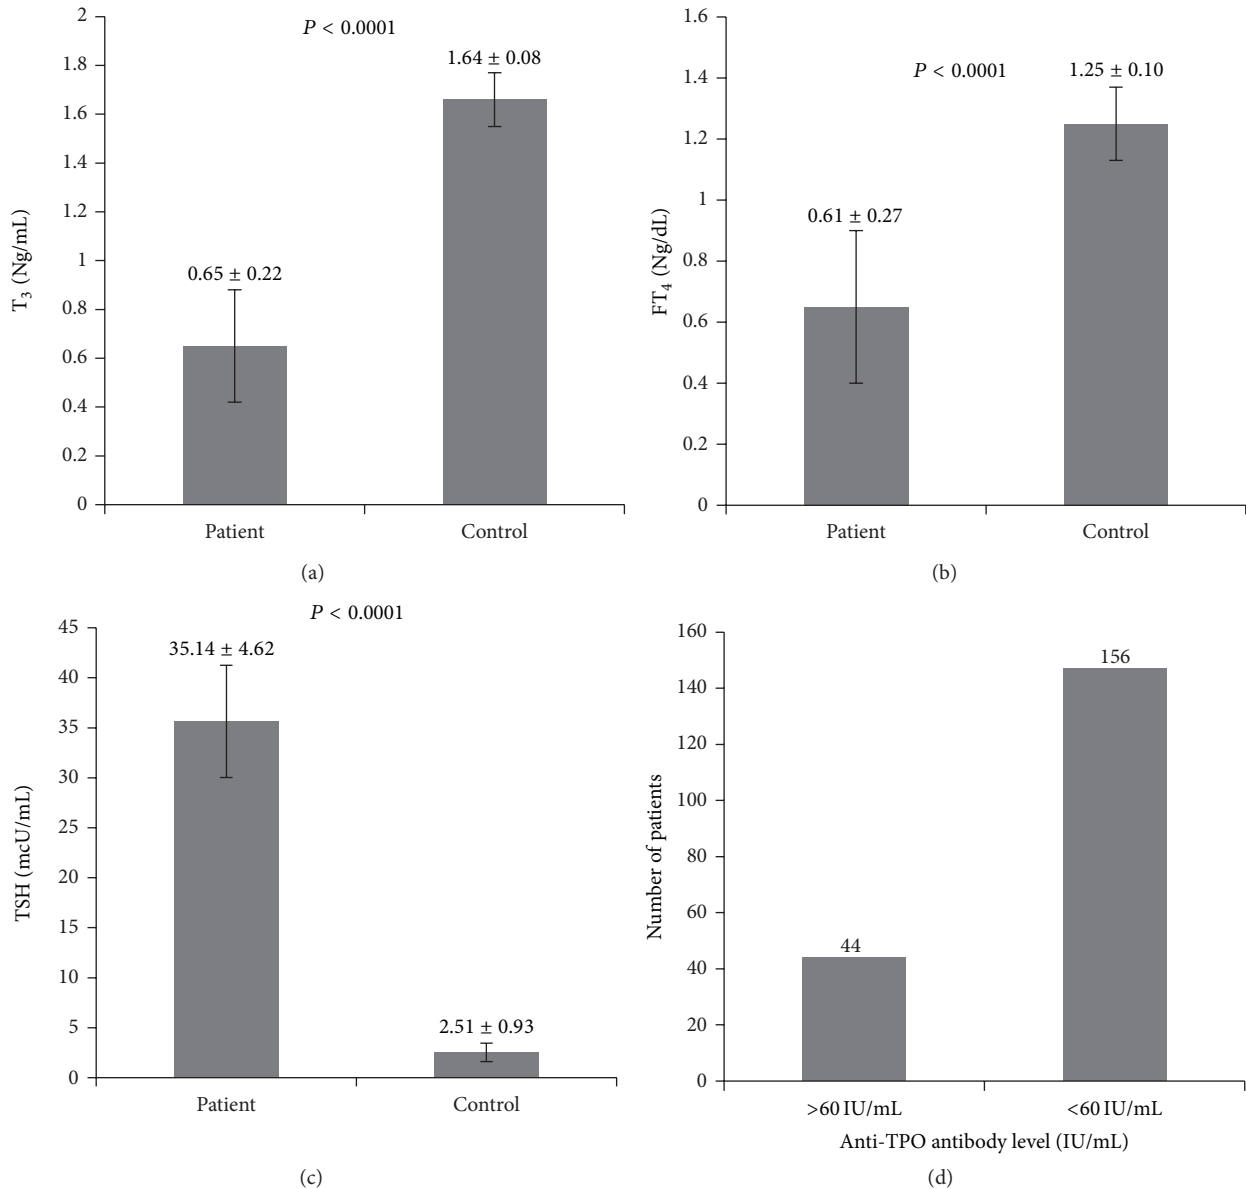 P < 0.0001
2
1.8
1.6
1.4
1.2
1
0.8
0.6
0.4
0.2
0
T₃ (Ng/mL)
0.65 ± 0.22
1.64 ± 0.08
Patient Control
(a)
P < 0.0001
1.6
1.4
1.2
1
0.8
0.6
0.4
0.2
0
FT₄ (Ng/dL)
0.61 ± 0.27
1.25 ± 0.10
Patient Control
(b)
P < 0.0001
45
40
35
30
25
20
15
10
5
0
TSH (mcU/mL)
35.14 ± 4.62
2.51 ± 0.93
Patient Control
(c)
160
140
120
100
80
60
40
20
0
Number of patients
44
156
>60 IU/mL <60 IU/mL
Anti-TPO antibody level (IU/mL)
(d)